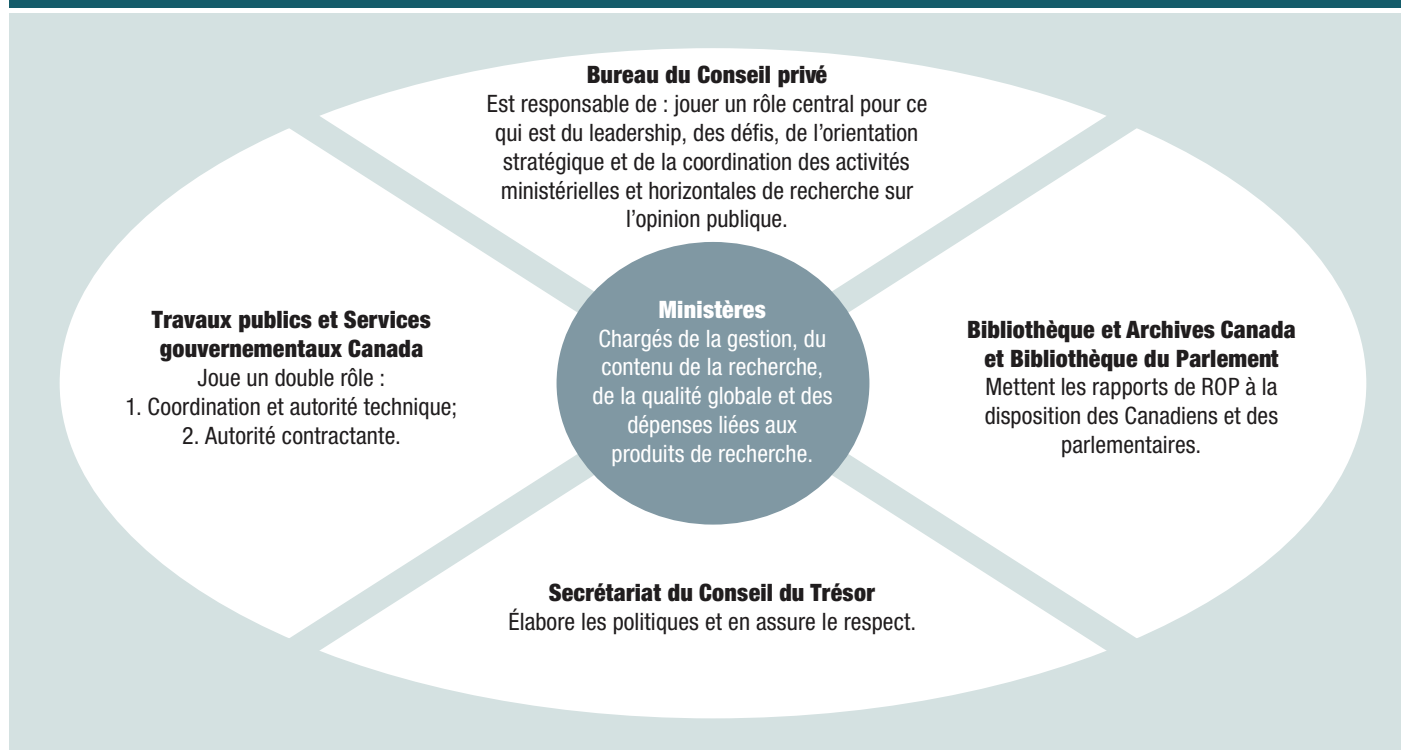 Bureau du Conseil privé
Est responsable de : jouer un rôle central pour ce
qui est du leadership, des défis, de l’orientation
stratégique et de la coordination des activités
ministérielles et horizontales de recherche sur
l’opinion publique.
Travaux publics et Services
gouvernementaux Canada
Joue un double rôle :
1. Coordination et autorité technique;
2. Autorité contractante.
Ministères
Chargés de la gestion, du
contenu de la recherche,
de la qualité globale et des
dépenses liées aux
produits de recherche.
Bibliothèque et Archives Canada
et Bibliothèque du Parlement
Mettent les rapports de ROP à la
disposition des Canadiens et des
parlementaires.
Secrétariat du Conseil du Trésor
Élabore les politiques et en assure le respect.